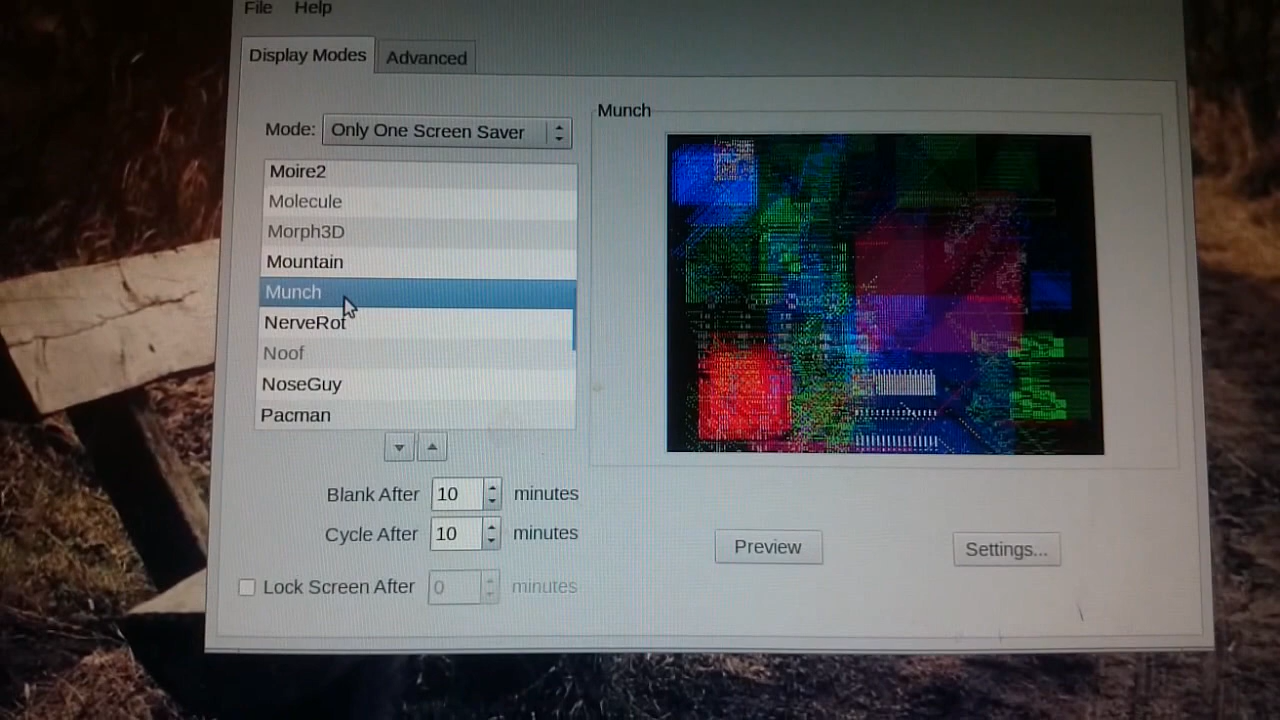 File Help
Display Modes Advanced
Mode: Only One Screen Saver
Munch
Moire2
Molecule
Morph3D
Mountain
Munch
NerveRot
Noof
NoseGuy
Pacman
Blank After 10 minutes
Cycle After 10 minutes
Lock Screen After 0 minutes
Preview Settings...